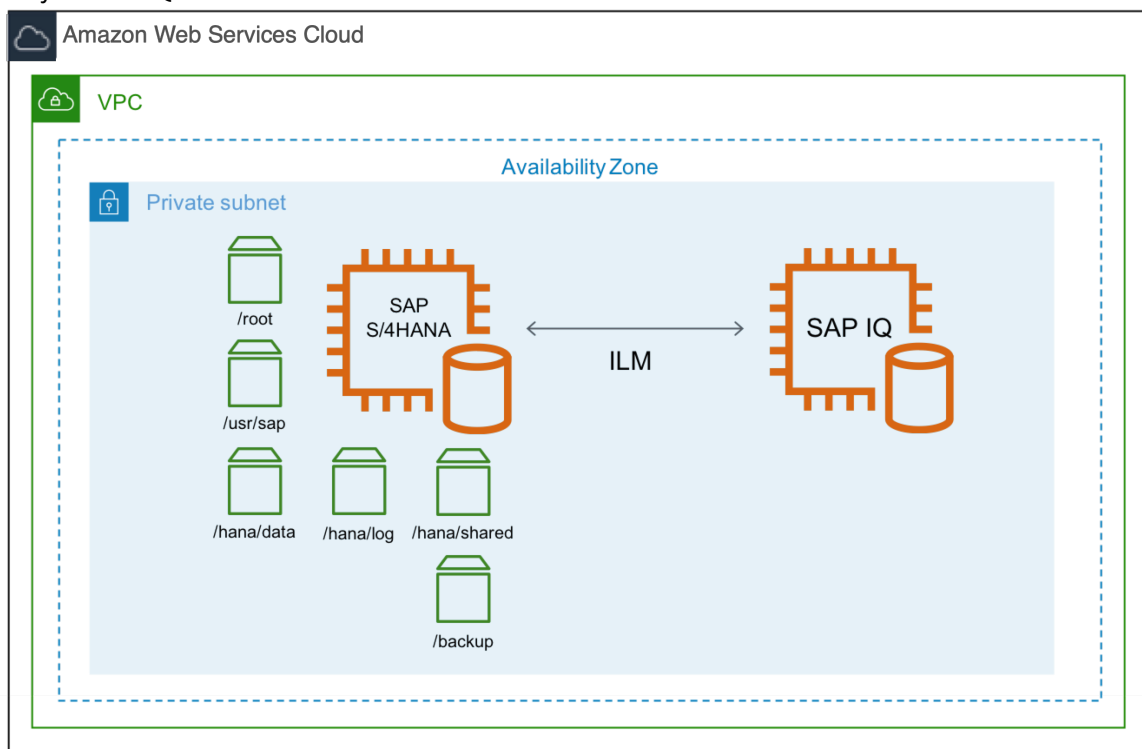 Amazon Web Services Cloud
VPC
Availability Zone
Private subnet
/root
SAP
S/4HANA
SAP IQ
ILM
/usr/sap
/hana/data
/hana/log
/hana/shared
/backup